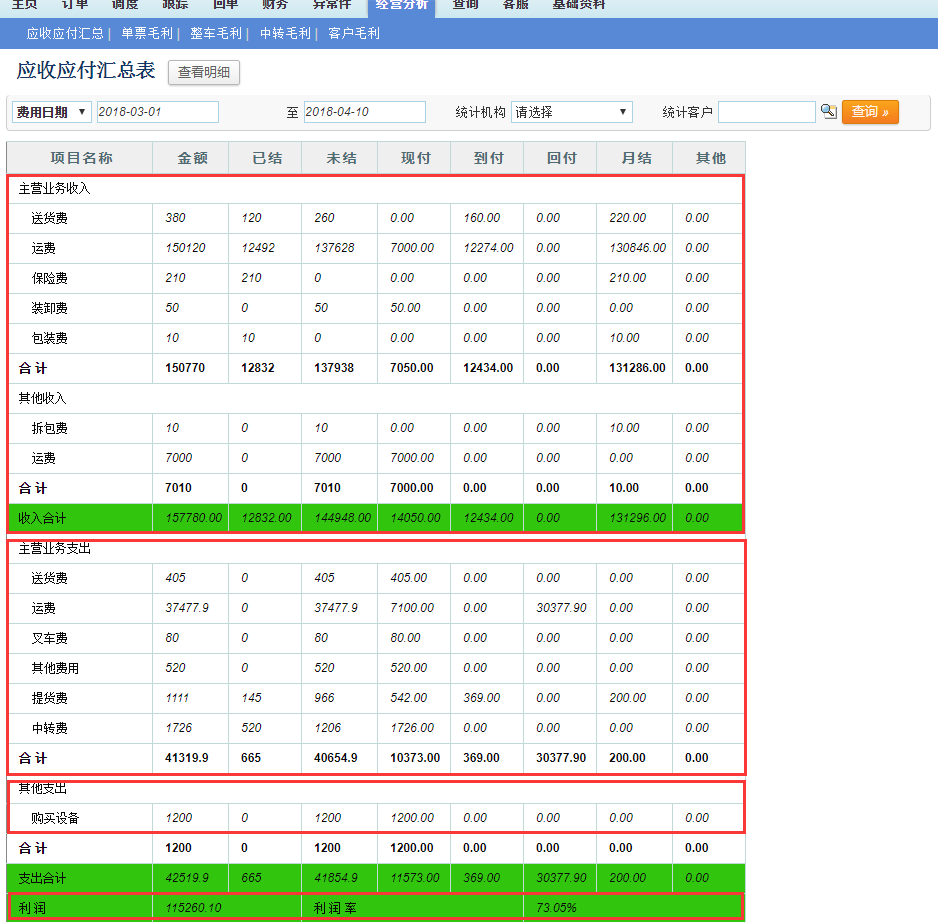 主页 订单 调度 跟踪 回单 财务 异常件 经营分析 查询 客服 基础资料
应收应付汇总| 单票毛利| 整车毛利| 中转毛利| 客户毛利
应收应付汇总表 查看明细
费用日期 ▼ 2018-03-01 至 2018-04-10 统计机构 请选择 ▼ 统计客户 查询 »
项目名称 金额 已结 未结 现付 到付 回付 月结 其他
主营业务收入
送货费 380 120 260 0.00 160.00 0.00 220.00 0.00
运费 150120 12492 137628 7000.00 12274.00 0.00 130846.00 0.00
保险费 210 210 0 0.00 0.00 0.00 210.00 0.00
装卸费 50 0 50 50.00 0.00 0.00 0.00 0.00
包装费 10 10 0 0.00 0.00 0.00 10.00 0.00
合 计 150770 12832 137938 7050.00 12434.00 0.00 131286.00 0.00
其他收入
拆包费 10 0 10 0.00 0.00 0.00 10.00 0.00
运费 7000 0 7000 7000.00 0.00 0.00 0.00 0.00
合 计 7010 0 7010 7000.00 0.00 0.00 10.00 0.00
收入合计 157780.00 12832.00 144948.00 14050.00 12434.00 0.00 131296.00 0.00
主营业务支出
送货费 405 0 405 405.00 0.00 0.00 0.00 0.00
运费 37477.9 0 37477.9 7100.00 0.00 30377.90 0.00 0.00
叉车费 80 0 80 80.00 0.00 0.00 0.00 0.00
其他费用 520 0 520 520.00 0.00 0.00 0.00 0.00
提货费 1111 145 966 542.00 369.00 0.00 200.00 0.00
中转费 1726 520 1206 1726.00 0.00 0.00 0.00 0.00
合 计 41319.9 665 40654.9 10373.00 369.00 30377.90 200.00 0.00
其他支出
购买设备 1200 0 1200 1200.00 0.00 0.00 0.00 0.00
合 计 1200 0 1200 1200.00 0.00 0.00 0.00 0.00
支出合计 42519.9 665 41854.9 11573.00 369.00 30377.90 200.00 0.00
利润 115260.10 利润 率 73.05%